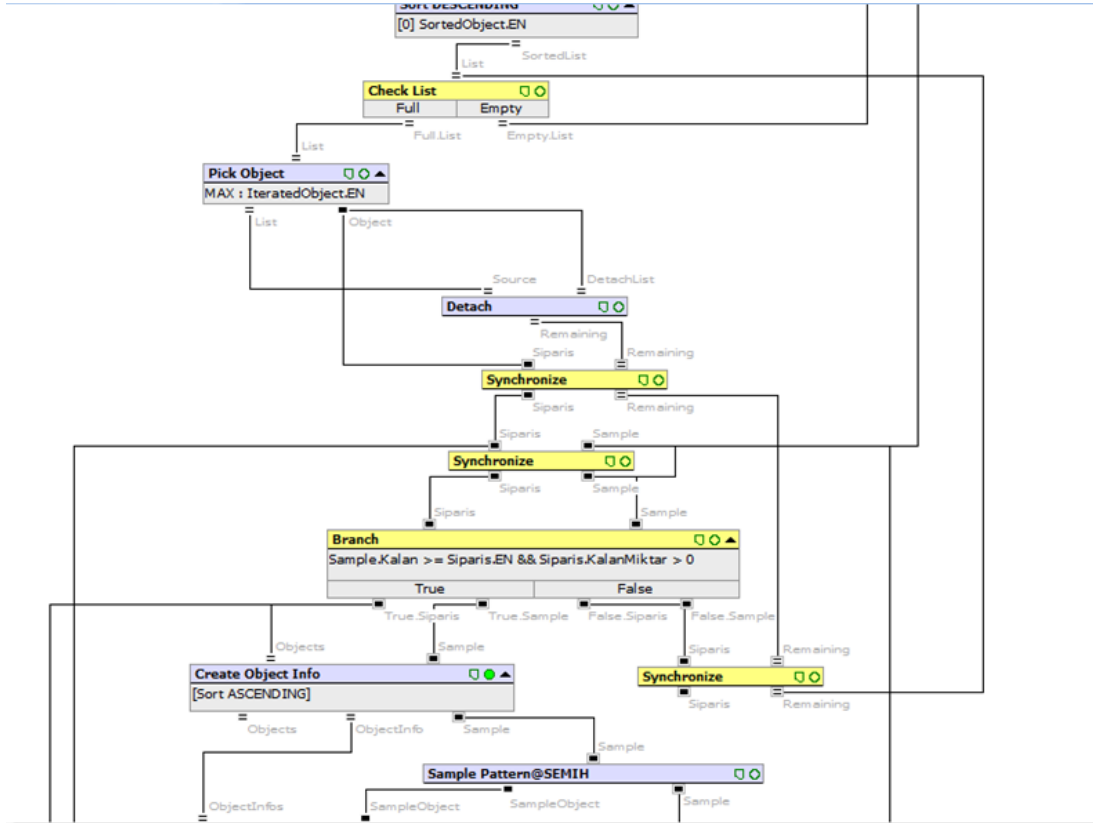 Sort DESCENDING
[0] SortedObject.EN
SortedList
List
Check List
Full Empty
Full.List Empty.List
List
Pick Object
MAX : IteratedObject.EN
List Object
Source DetachList
Detach
Remaining
Siparis Remaining
Synchronize
Siparis Remaining
Siparis Sample
Synchronize
Siparis Sample
Siparis Sample
Branch
Sample.Kalan >= Siparis.EN && Siparis.KalanMiktar > 0
True False
True.Siparis True.Sample False.Siparis False.Sample
Objects Sample Siparis Remaining
Create Object Info
[Sort ASCENDING]
Synchronize
Siparis Remaining
Objects ObjectInfo Sample
Sample
Sample Pattern@SEMIH
ObjectInfos SampleObject SampleObject Sample